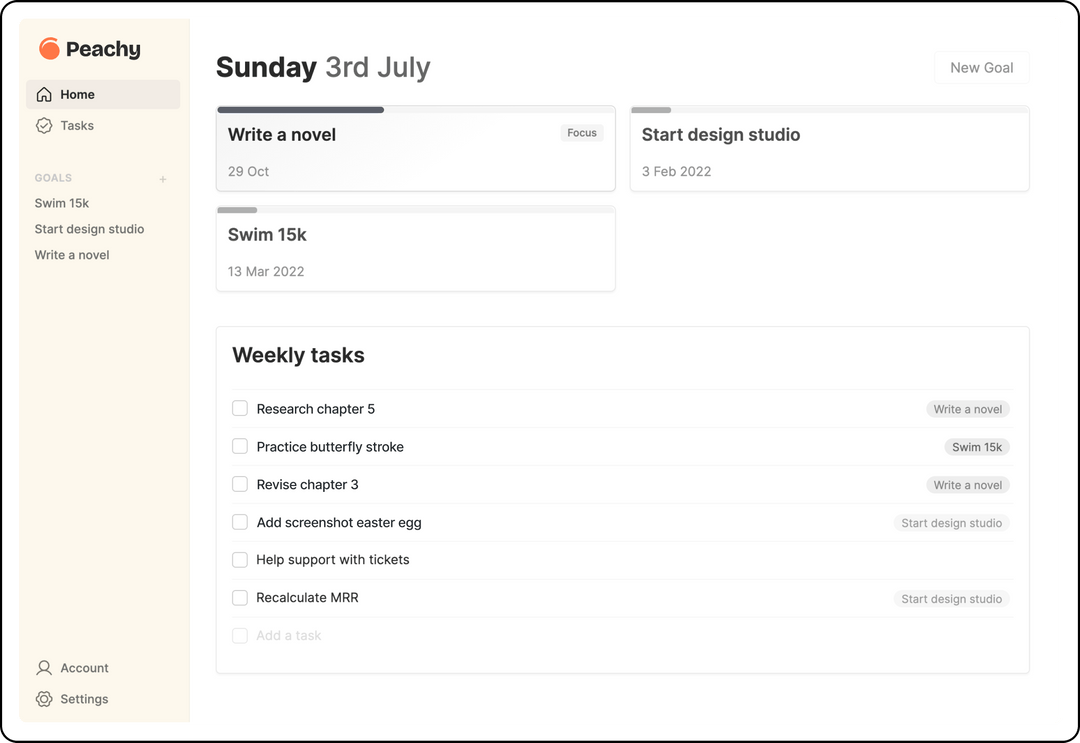 Peachy
Home
Tasks
GOALS +
Swim 15k
Start design studio
Write a novel
Account
Settings
Sunday 3rd July
New Goal
Write a novel
Focus
29 Oct
Start design studio
3 Feb 2022
Swim 15k
13 Mar 2022
Weekly tasks
Research chapter 5 Write a novel
Practice butterfly stroke Swim 15k
Revise chapter 3 Write a novel
Add screenshot easter egg Start design studio
Help support with tickets
Recalculate MRR Start design studio
Add a task